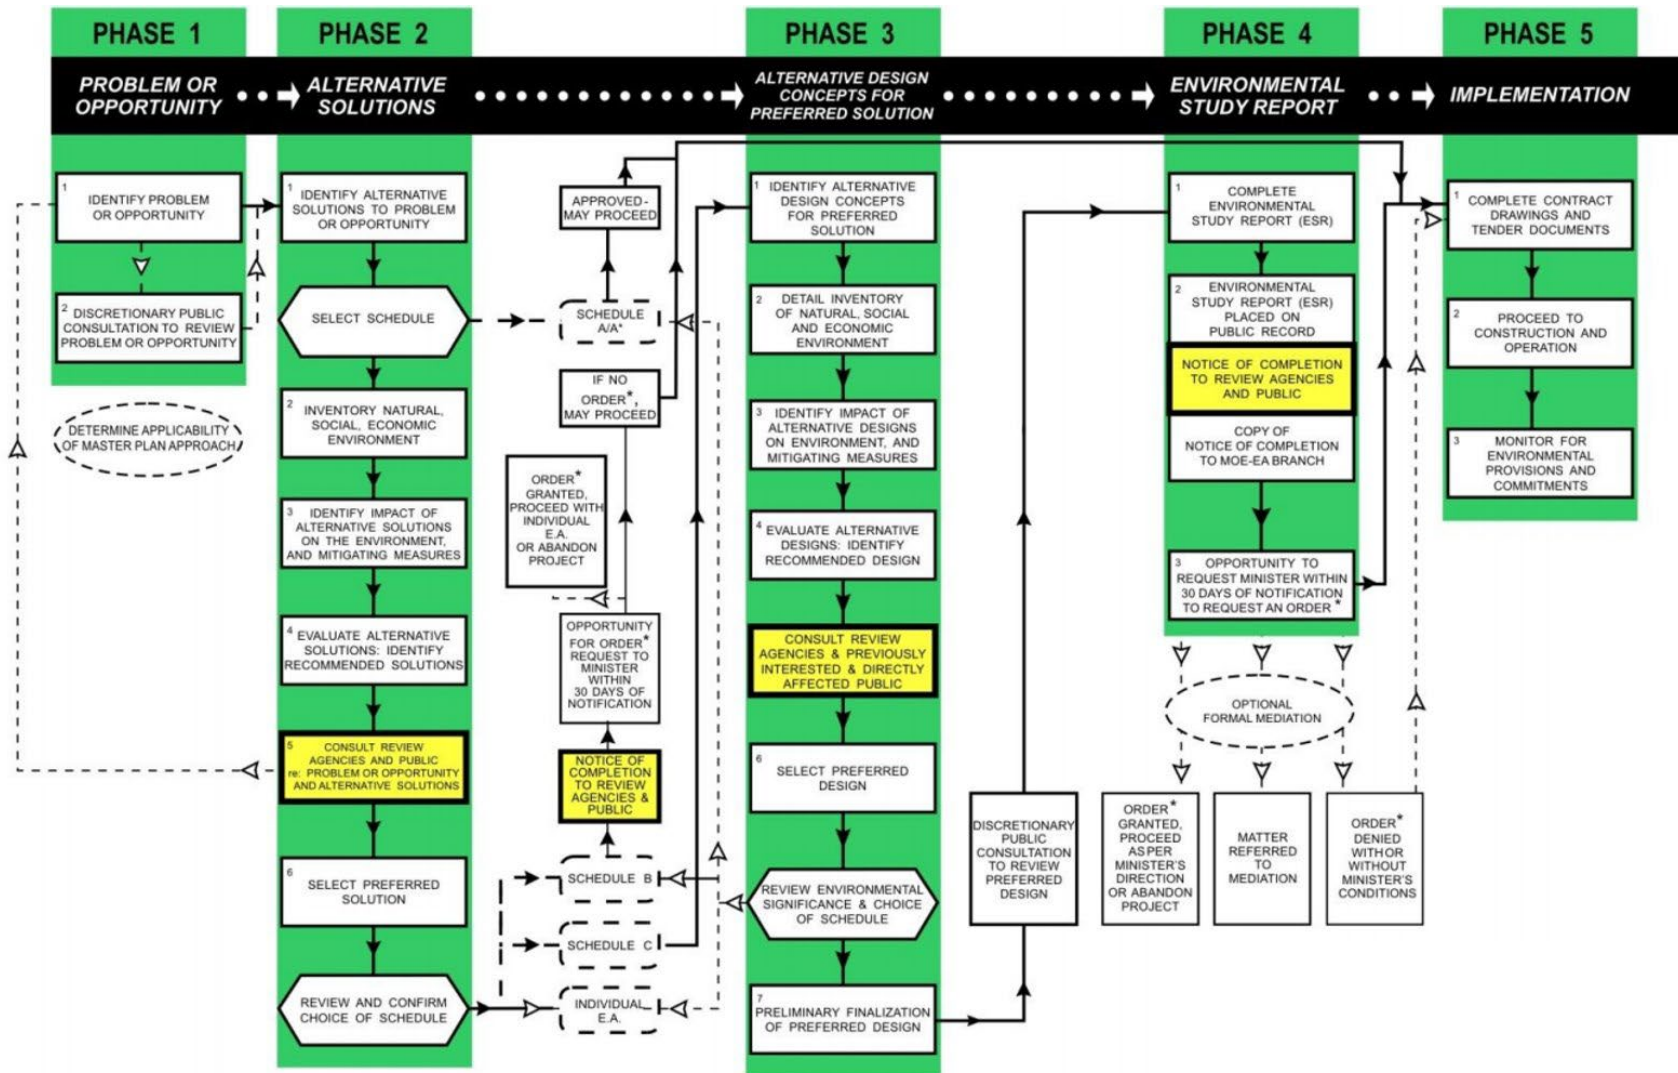 PHASE 1
PHASE 2
PHASE 3
PHASE 4
PHASE 5
PROBLEM OR
OPPORTUNITY
ALTERNATIVE
SOLUTIONS
ALTERNATIVE DESIGN
CONCEPTS FOR
PREFERRED SOLUTION
ENVIRONMENTAL
STUDY REPORT
IMPLEMENTATION
1
IDENTIFY PROBLEM
OR OPPORTUNITY
2 DISCRETIONARY PUBLIC
CONSULTATION TO REVIEW
PROBLEM OR OPPORTUNITY
DETERMINE APPLICABILITY
OF MASTER PLAN APPROACH
1
IDENTIFY ALTERNATIVE
SOLUTIONS TO PROBLEM
OR OPPORTUNITY
SELECT SCHEDULE
2
INVENTORY NATURAL,
SOCIAL, ECONOMIC
ENVIRONMENT
3
IDENTIFY IMPACT OF
ALTERNATIVE SOLUTIONS
ON THE ENVIRONMENT,
AND MITIGATING MEASURES
4
EVALUATE ALTERNATIVE
SOLUTIONS: IDENTIFY
RECOMMENDED SOLUTIONS
5
CONSULT REVIEW
AGENCIES AND PUBLIC
re: PROBLEM OR OPPORTUNITY
AND ALTERNATIVE SOLUTIONS
6
SELECT PREFERRED
SOLUTION
REVIEW AND CONFIRM
CHOICE OF SCHEDULE
APPROVED-
MAY PROCEED
SCHEDULE
A/A*
IF NO
ORDER*,
MAY PROCEED
ORDER*
GRANTED,
PROCEED WITH
INDIVIDUAL
E.A.
OR ABANDON
PROJECT
OPPORTUNITY
FOR ORDER*
REQUEST TO
MINISTER
WITHIN
30 DAYS OF
NOTIFICATION
NOTICE OF
COMPLETION
TO REVIEW
AGENCIES &
PUBLIC
SCHEDULE B
SCHEDULE C
INDIVIDUAL
E.A.
1
IDENTIFY ALTERNATIVE
DESIGN CONCEPTS
FOR PREFERRED
SOLUTION
2
DETAIL INVENTORY
OF NATURAL, SOCIAL
AND ECONOMIC
ENVIRONMENT
3
IDENTIFY IMPACT OF
ALTERNATIVE DESIGNS
ON ENVIRONMENT, AND
MITIGATING MEASURES
4
EVALUATE ALTERNATIVE
DESIGNS: IDENTIFY
RECOMMENDED DESIGN
CONSULT REVIEW
AGENCIES & PREVIOUSLY
INTERESTED & DIRECTLY
AFFECTED PUBLIC
6
SELECT PREFERRED
DESIGN
REVIEW ENVIRONMENTAL
SIGNIFICANCE & CHOICE
OF SCHEDULE
7
PRELIMINARY FINALIZATION
OF PREFERRED DESIGN
DISCRETIONARY
PUBLIC
CONSULTATION
TO REVIEW
PREFERRED
DESIGN
1
COMPLETE
ENVIRONMENTAL
STUDY REPORT (ESR)
2
ENVIRONMENTAL
STUDY REPORT (ESR)
PLACED ON
PUBLIC RECORD
NOTICE OF COMPLETION
TO REVIEW AGENCIES
AND PUBLIC
COPY OF
NOTICE OF COMPLETION
TO MOE-EA BRANCH
3
OPPORTUNITY TO
REQUEST MINISTER WITHIN
30 DAYS OF NOTIFICATION
TO REQUEST AN ORDER*
OPTIONAL
FORMAL MEDIATION
ORDER*
GRANTED,
PROCEED
AS PER
MINISTER'S
DIRECTION
OR ABANDON
PROJECT
MATTER
REFERRED
TO
MEDIATION
ORDER*
DENIED
WITH OR
WITHOUT
MINISTER'S
CONDITIONS
1
COMPLETE CONTRACT
DRAWINGS AND
TENDER DOCUMENTS
2
PROCEED TO
CONSTRUCTION AND
OPERATION
3
MONITOR FOR
ENVIRONMENTAL
PROVISIONS AND
COMMITMENTS